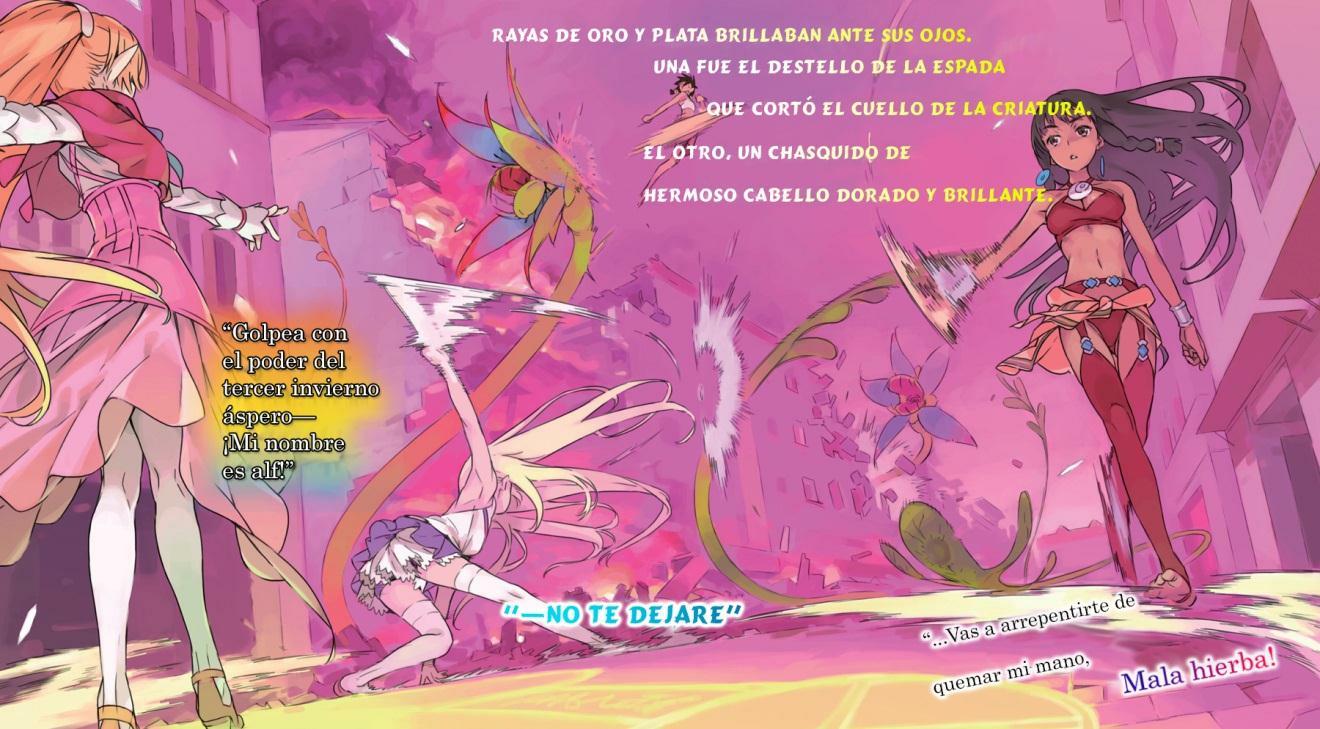 RAYAS DE ORO Y PLATA BRILLABAN ANTE SUS OJOS.
UNA FUE EL DESTELLO DE LA ESPADA
QUE CORTÓ EL CUELLO DE LA CRIATURA.
EL OTRO, UN CHASQUIDO DE
HERMOSO CABELLO DORADO Y BRILLANTE.
“Golpea con
el poder del
tercer invierno
áspero—
¡Mi nombre
es alf!”
“—NO TE DEJARE”
“...Vas a arrepentirte de
quemar mi mano,
Mala hierba!